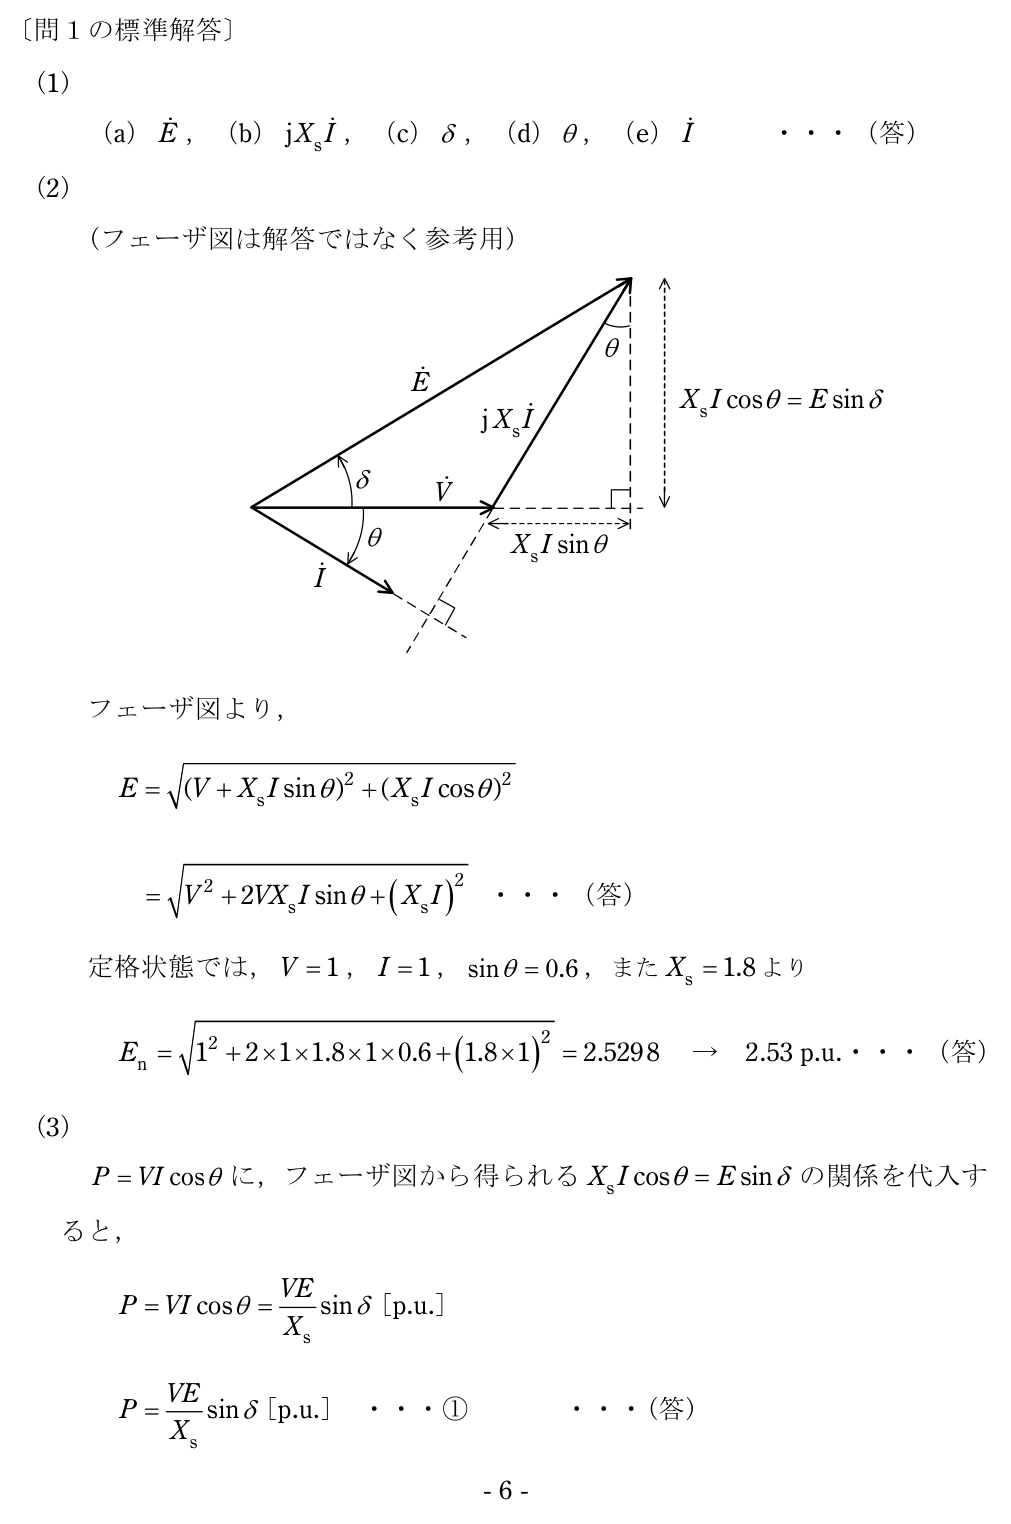 〔問１の標準解答〕
(1)
(a) Ė， (b) jXₛİ， (c) δ， (d) θ， (e) İ ・・・（答）
(2)
（フェーザ図は解答ではなく参考用）
θ
Ė
XₛI cosθ = E sinδ
jXₛİ
δ
V̇
θ
XₛI sinθ
İ
フェーザ図より，
E = √((V + XₛI sinθ)² + (XₛI cosθ)²)
= √(V² + 2VXₛI sinθ + (XₛI)²) ・・・（答）
定格状態では， V = 1， I = 1， sinθ = 0.6，また Xₛ = 1.8 より
Eₙ = √(1² + 2×1×1.8×1×0.6 + (1.8×1)²) = 2.5298 → 2.53 p.u.・・・（答）
(3)
P = VI cosθ に，フェーザ図から得られる XₛI cosθ = E sinδ の関係を代入す
ると，
P = VI cosθ = VE/Xₛ sinδ［p.u.］
P = VE/Xₛ sinδ［p.u.］ ・・・① ・・・（答）
- 6 -